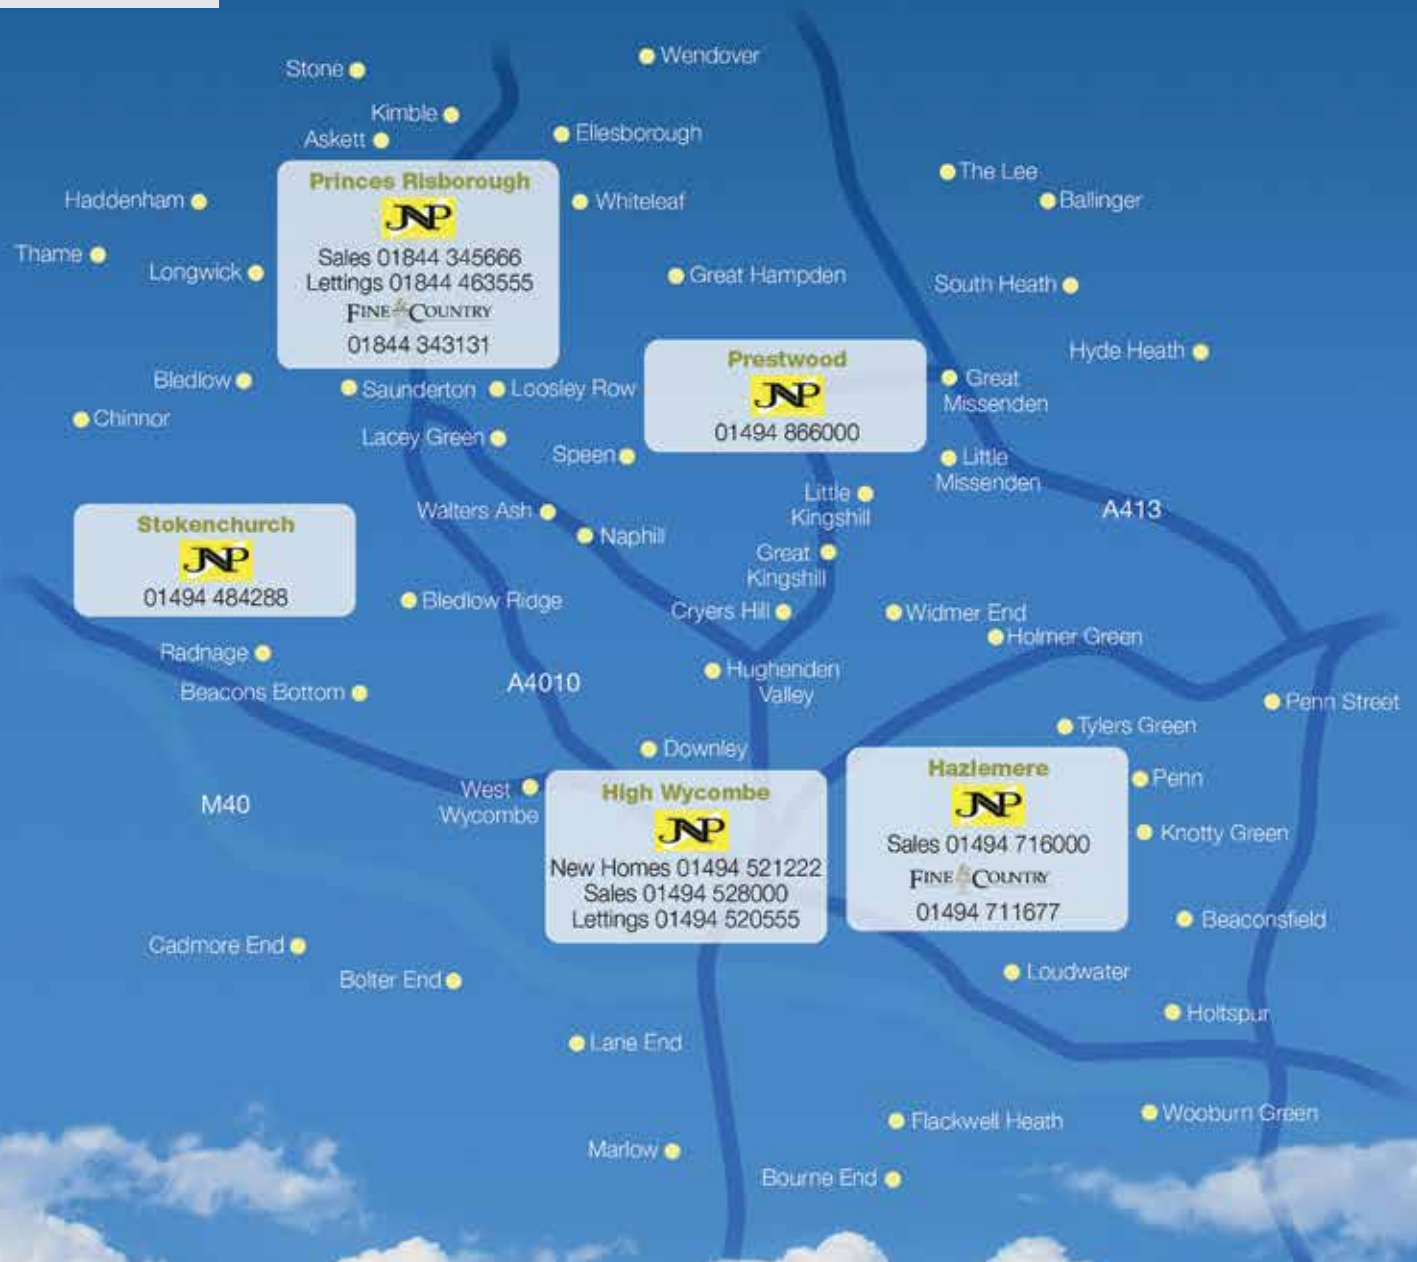 Stone
Wendover
Kimble
Askett
Ellesborough
The Lee
Princes Risborough
Haddenham
Whiteleaf
Ballinger
JNP
Thame
Sales 01844 345666
Longwick
Lettings 01844 463555
Great Hampden
South Heath
FINE & COUNTRY
01844 343131
Hyde Heath
Prestwood
Bledlow
Saunderton
Loosley Row
JNP
Great
Missenden
Chinnor
01494 866000
Lacey Green
Speen
Little
Missenden
Little
Kingshill
A413
Walters Ash
Stokenchurch
Naphill
JNP
Great
Kingshill
01494 484288
Bledlow Ridge
Cryers Hill
Widmer End
Holmer Green
Radnage
Hughenden
Valley
Beacons Bottom
A4010
Penn Street
Tylers Green
Downley
Hazlemere
Penn
West
Wycombe
High Wycombe
M40
JNP
JNP
Knotty Green
Sales 01494 716000
New Homes 01494 521222
FINE & COUNTRY
Sales 01494 528000
01494 711677
Lettings 01494 520555
Beaconsfield
Cadmore End
Bolter End
Loudwater
Holtspur
Lane End
Flackwell Heath
Wooburn Green
Marlow
Bourne End